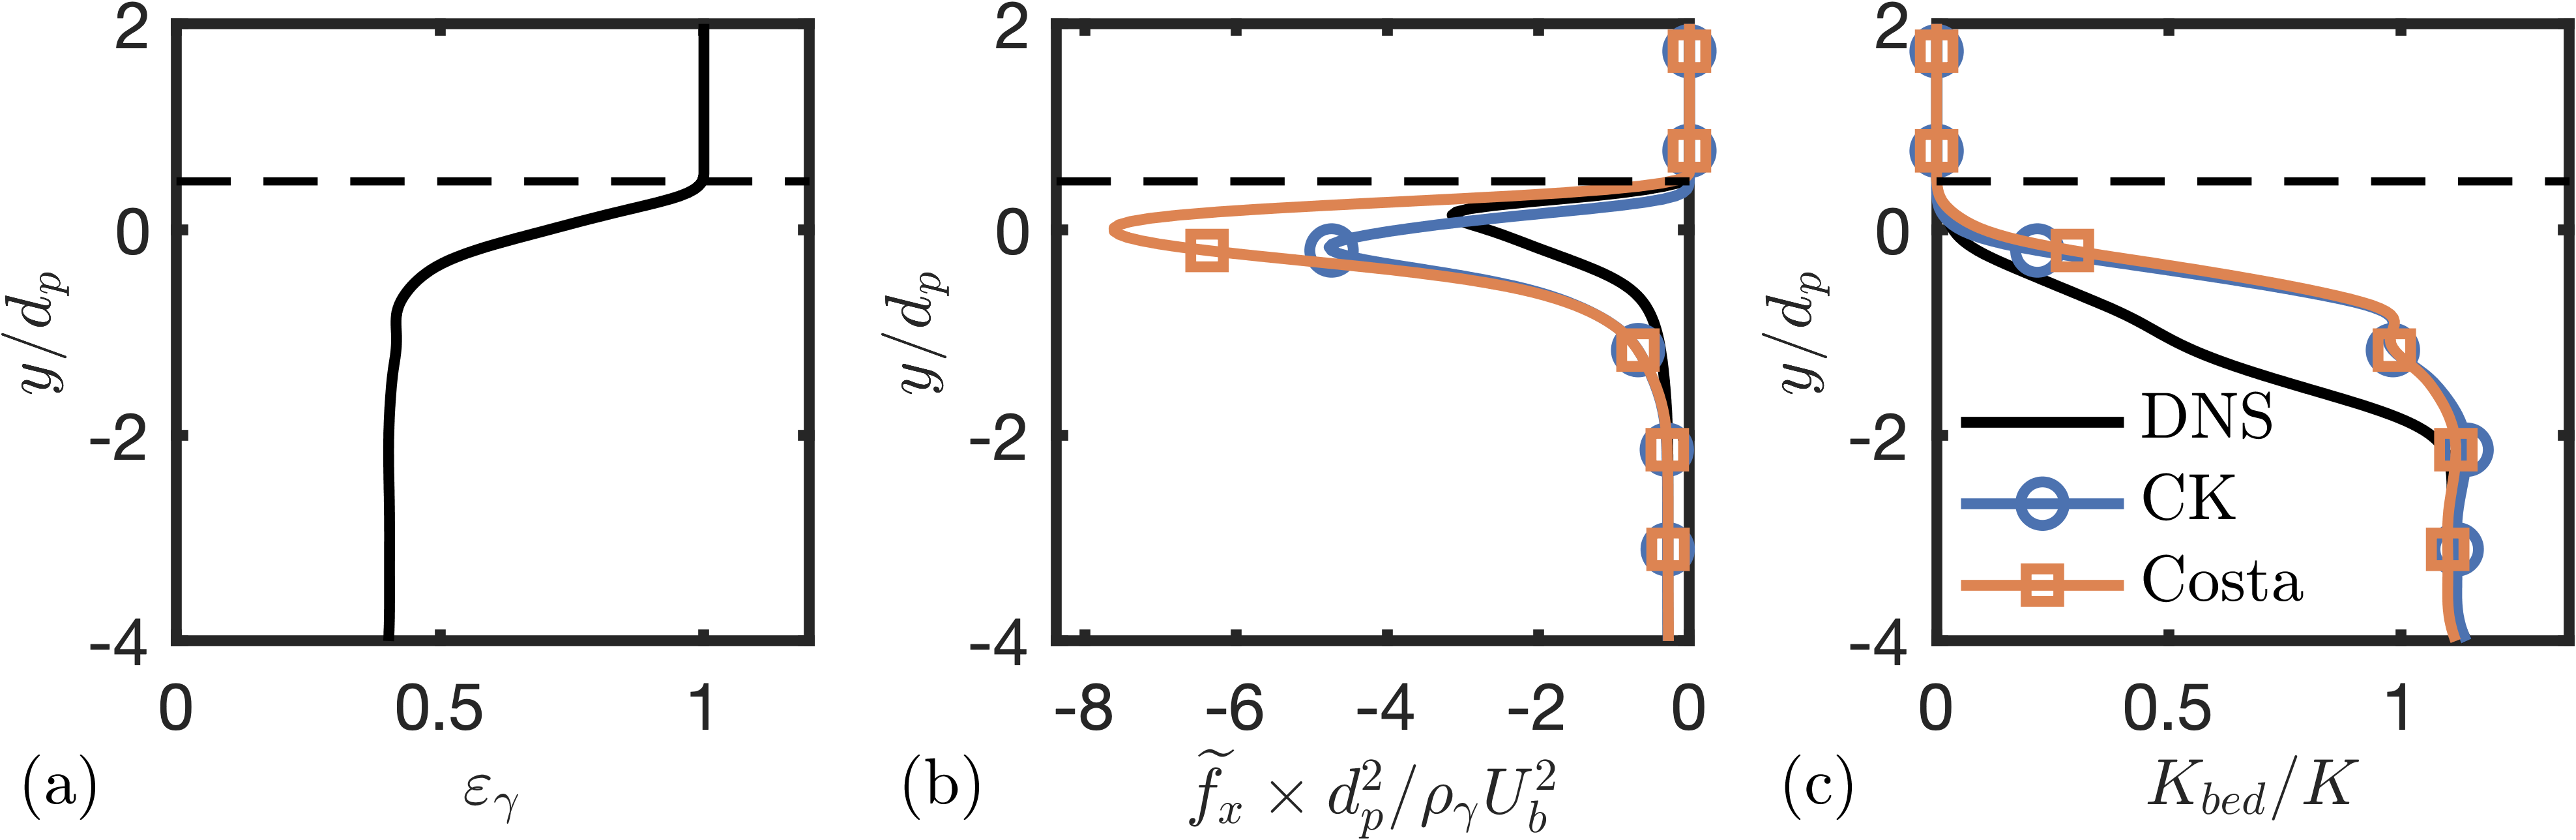 2
0
-2
-4
y/d_p
0 0.5 1
(a) ε_γ
2
0
-2
-4
y/d_p
-8 -6 -4 -2 0
(b) f̃_x × d_p^2/ρ_γ U_b^2
2
0
-2
-4
y/d_p
DNS
CK
Costa
0 0.5 1
(c) K_bed/K